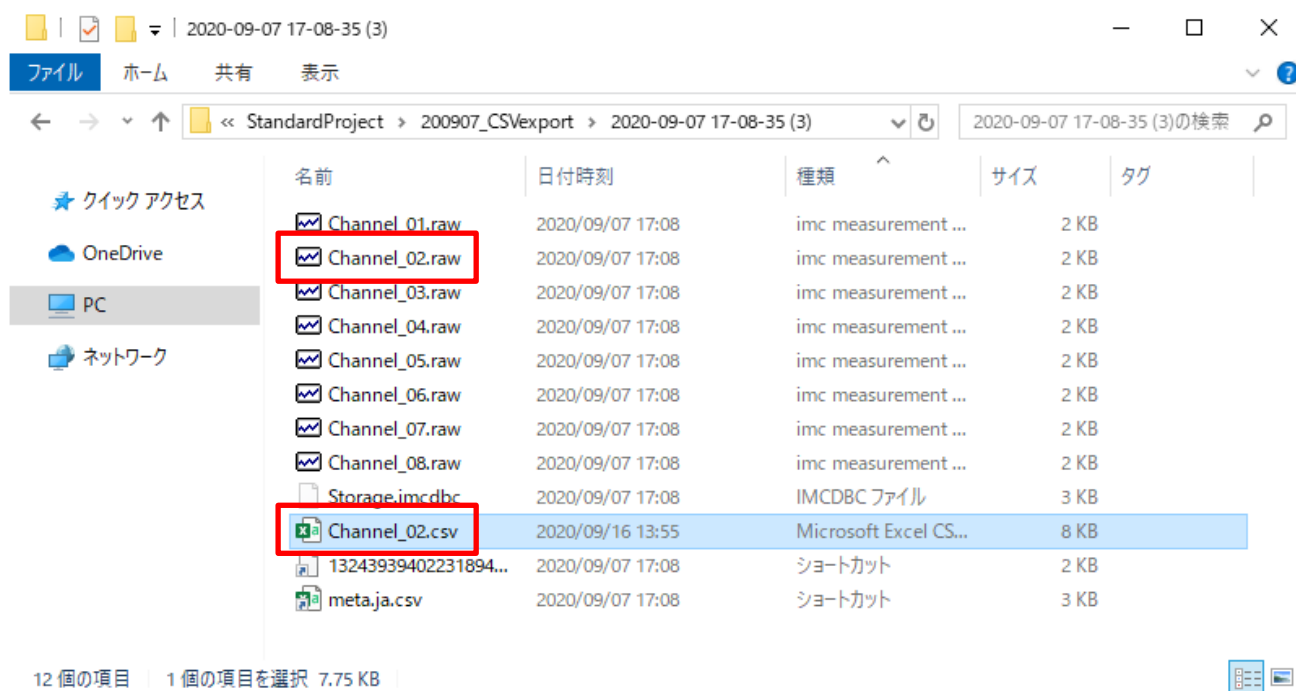 2020-09-07 17-08-35 (3)
ファイル ホーム 共有 表示
« StandardProject › 200907_CSVexport › 2020-09-07 17-08-35 (3) 2020-09-07 17-08-35 (3)の検索
名前 日付時刻 種類 サイズ タグ
クイック アクセス
OneDrive
PC
ネットワーク
Channel_01.raw 2020/09/07 17:08 imc measurement ... 2 KB
Channel_02.raw 2020/09/07 17:08 imc measurement ... 2 KB
Channel_03.raw 2020/09/07 17:08 imc measurement ... 2 KB
Channel_04.raw 2020/09/07 17:08 imc measurement ... 2 KB
Channel_05.raw 2020/09/07 17:08 imc measurement ... 2 KB
Channel_06.raw 2020/09/07 17:08 imc measurement ... 2 KB
Channel_07.raw 2020/09/07 17:08 imc measurement ... 2 KB
Channel_08.raw 2020/09/07 17:08 imc measurement ... 2 KB
Storage.imcdbc 2020/09/07 17:08 IMCDBC ファイル 3 KB
Channel_02.csv 2020/09/16 13:55 Microsoft Excel CS... 8 KB
13243939402231894... 2020/09/07 17:08 ショートカット 2 KB
meta.ja.csv 2020/09/07 17:08 ショートカット 3 KB
12 個の項目 1 個の項目を選択 7.75 KB